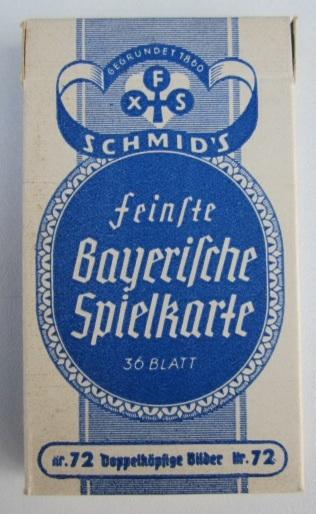 GEGRÜNDET 1860
F
X S
SCHMID'S
feinſte
Bayeriſche
Spielkarte
36 BLATT
Nr. 72 Doppelköpfige Bilder Nr. 72